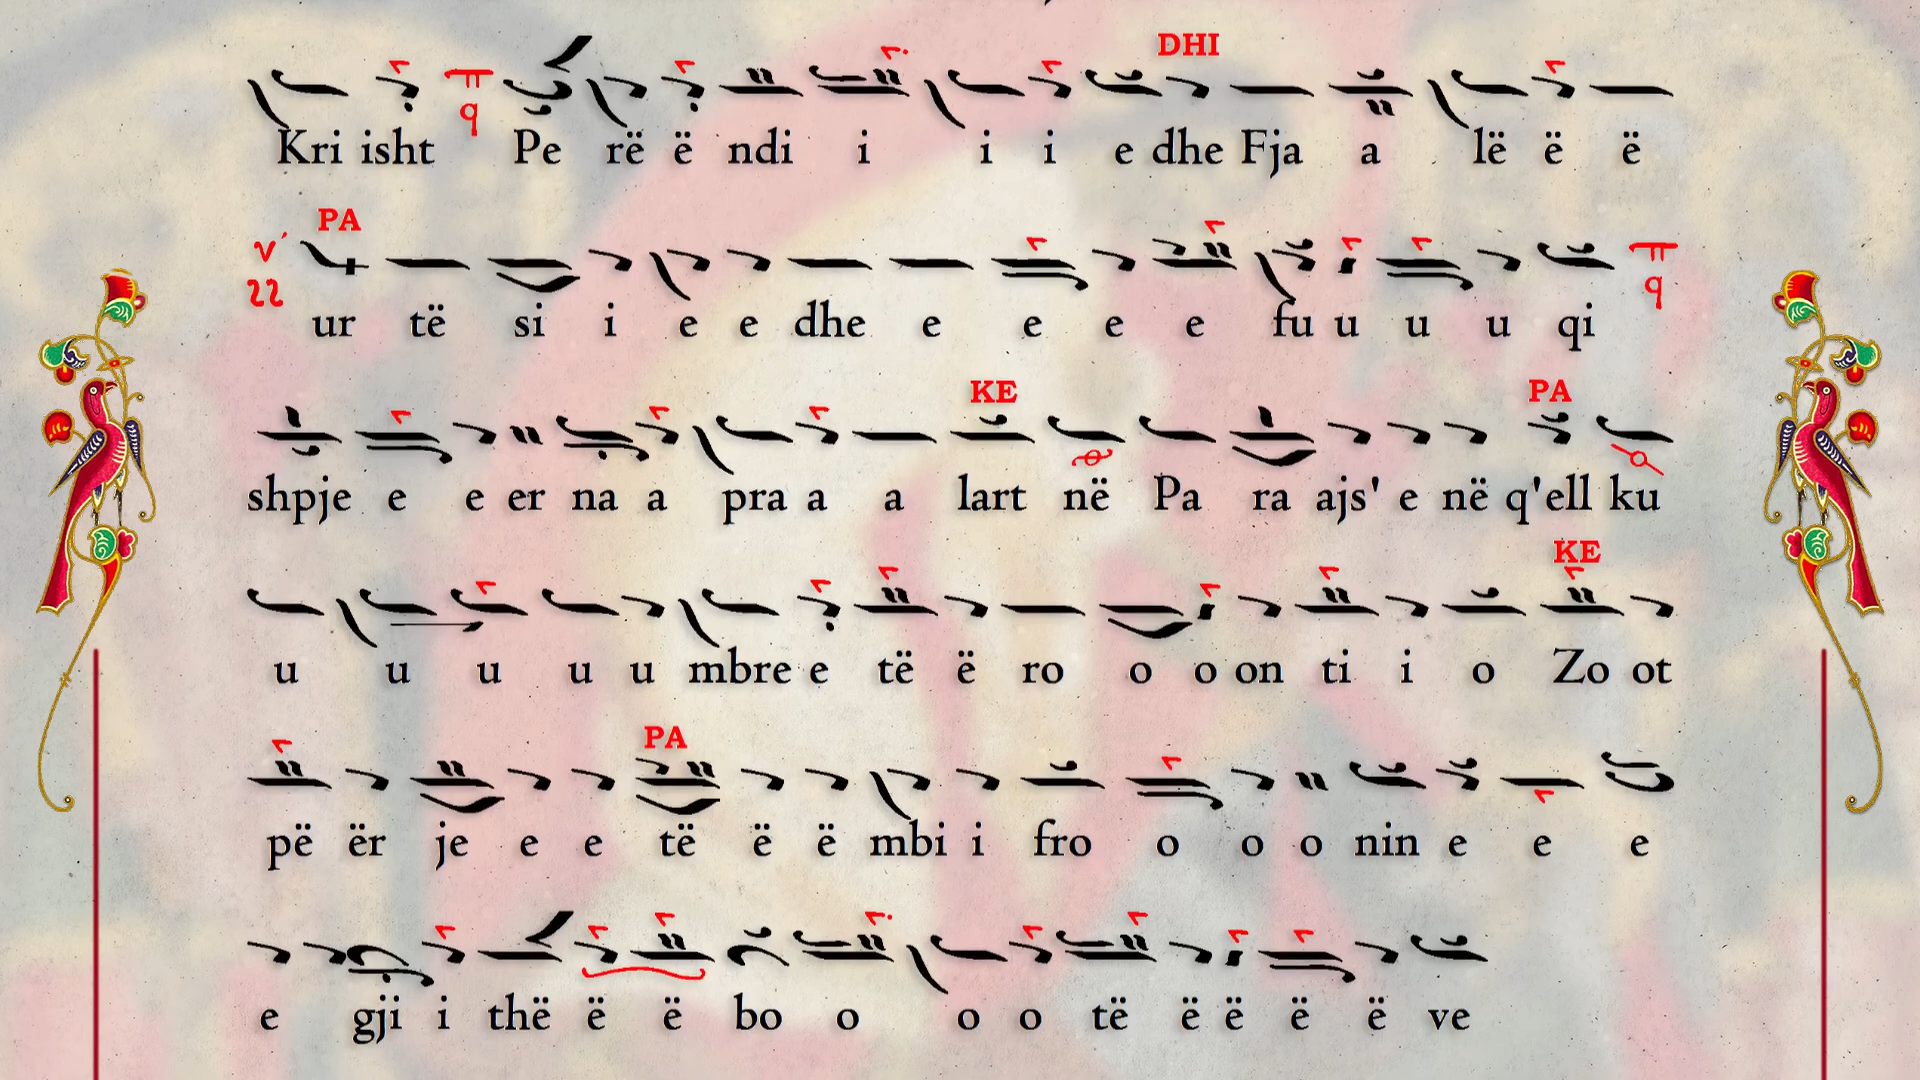 DHI
Kri isht Pe rë ë ndi i i i e dhe Fja a lë ë ë
PA
ur të si i e e dhe e e e e fu u u u qi
KE PA
shpje e e er na a pra a a lart në Pa ra ajs' e në q'ell ku
u u u u u mbre e të ë ro o o on ti i o Zo ot
KE
pë ër je e e të ë ë mbi i fro o o o nin e e e
PA
e gji i thë ë ë bo o o o të ë ë ë ë ve